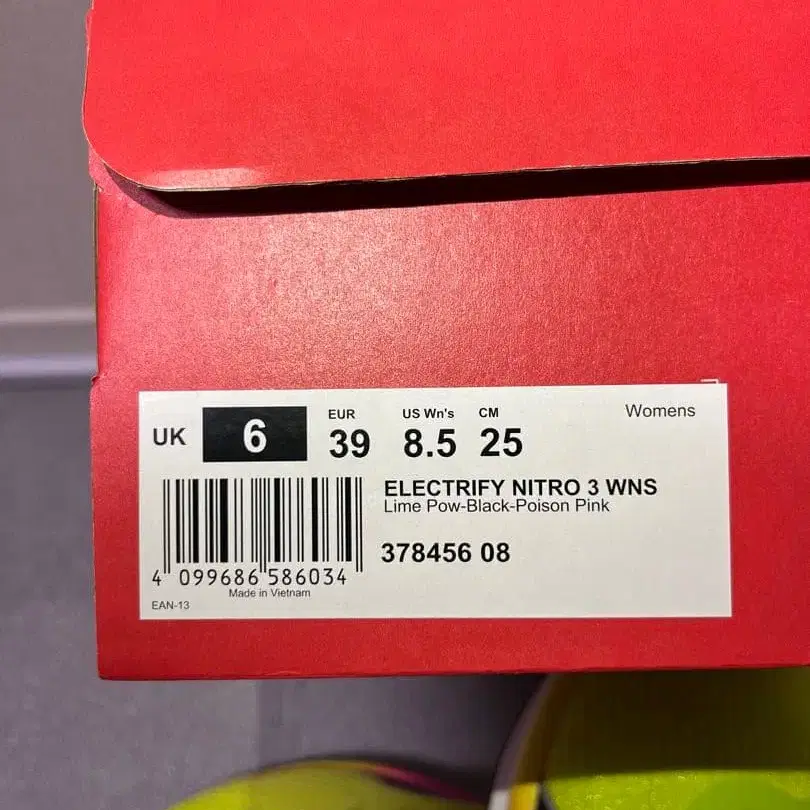 UK 6 EUR 39 US Wn's 8.5 CM 25 Womens
ELECTRIFY NITRO 3 WNS
Lime Pow-Black-Poison Pink
378456 08
4 099686 586034
Made in Vietnam
EAN-13